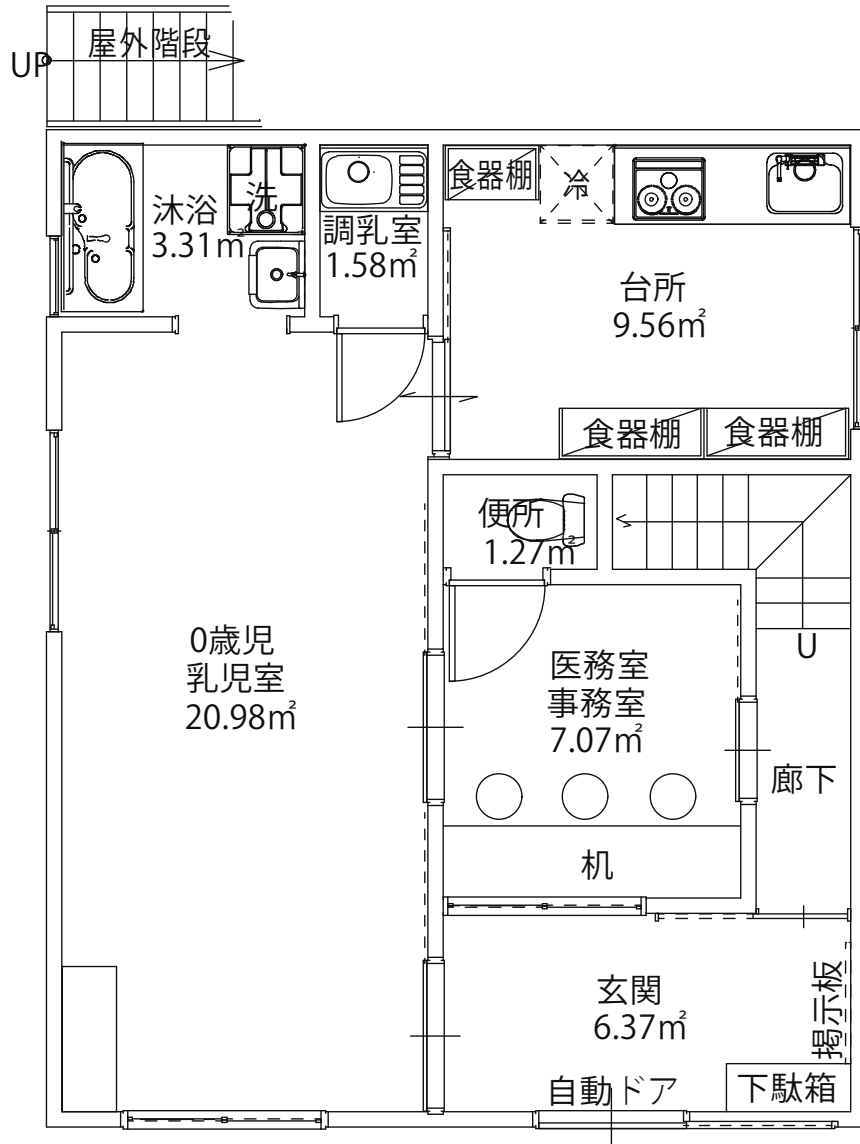 屋外階段
UP
食器棚
冷
洗
沐浴
3.31㎡
調乳室
1.58㎡
台所
9.56㎡
食器棚
食器棚
便所
1.27㎡
0歳児
乳児室
20.98㎡
医務室
事務室
7.07㎡
U
廊下
机
玄関
6.37㎡
掲示板
自動ドア
下駄箱